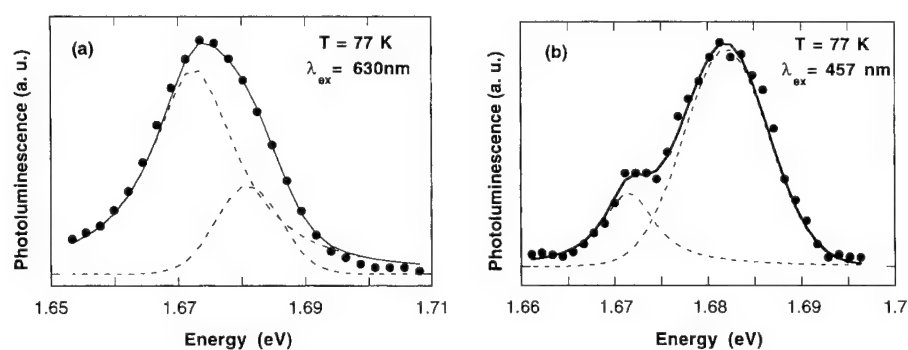 (a)
T = 77 K
λex = 630nm
Photoluminescence (a. u.)
1.65 1.67 1.69 1.71
Energy (eV)
(b)
T = 77 K
λex = 457 nm
Photoluminescence (a. u.)
1.66 1.67 1.68 1.69 1.7
Energy (eV)